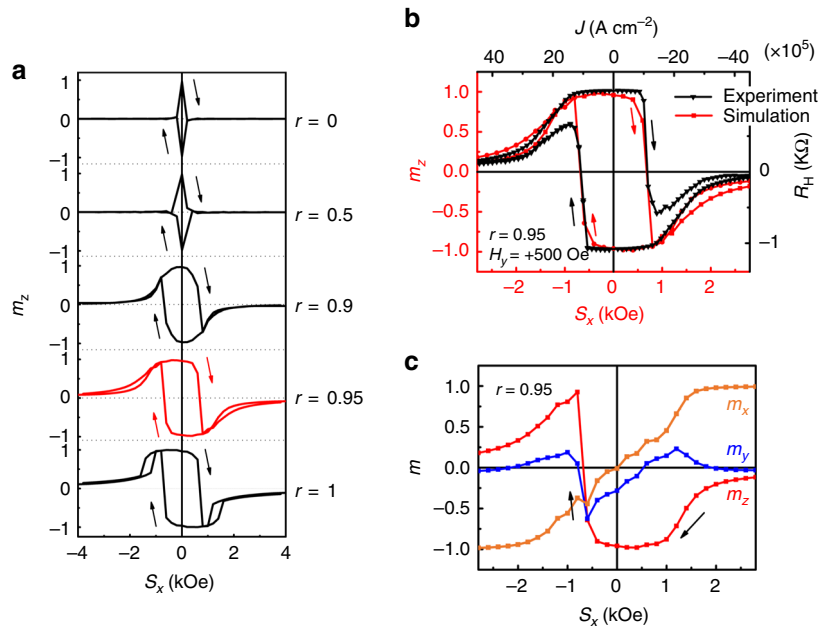 a
1
0
−1
r = 0
1
0
−1
r = 0.5
1
0
−1
r = 0.9
1
0
−1
r = 0.95
1
0
−1
r = 1
m_z
−4 −2 0 2 4
S_x (kOe)
b
J (A cm⁻²)
40 20 0 −20 −40 (×10⁵)
1.0
0.5
0.0
−0.5
−1.0
m_z
Experiment
Simulation
0
−1
R_H (KΩ)
r = 0.95
H_y = +500 Oe
−2 −1 0 1 2
S_x (kOe)
c
1.0
0.5
0.0
−0.5
−1.0
m
r = 0.95
m_x
m_y
m_z
−2 −1 0 1 2
S_x (kOe)